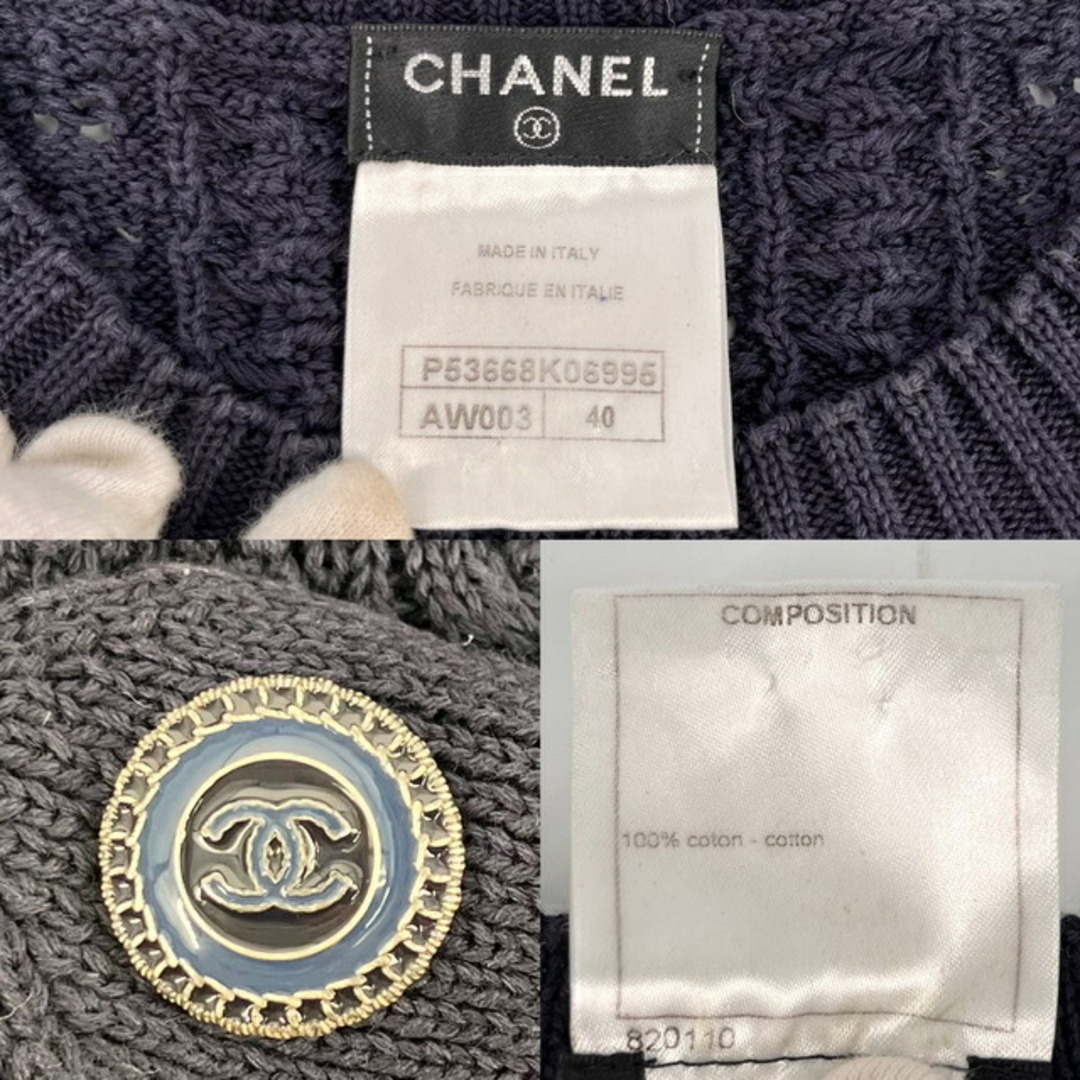 CHANEL
MADE IN ITALY
FABRIQUE EN ITALIE
P53668K06995
AW003 40
COMPOSITION
100% coton - cotton
820110